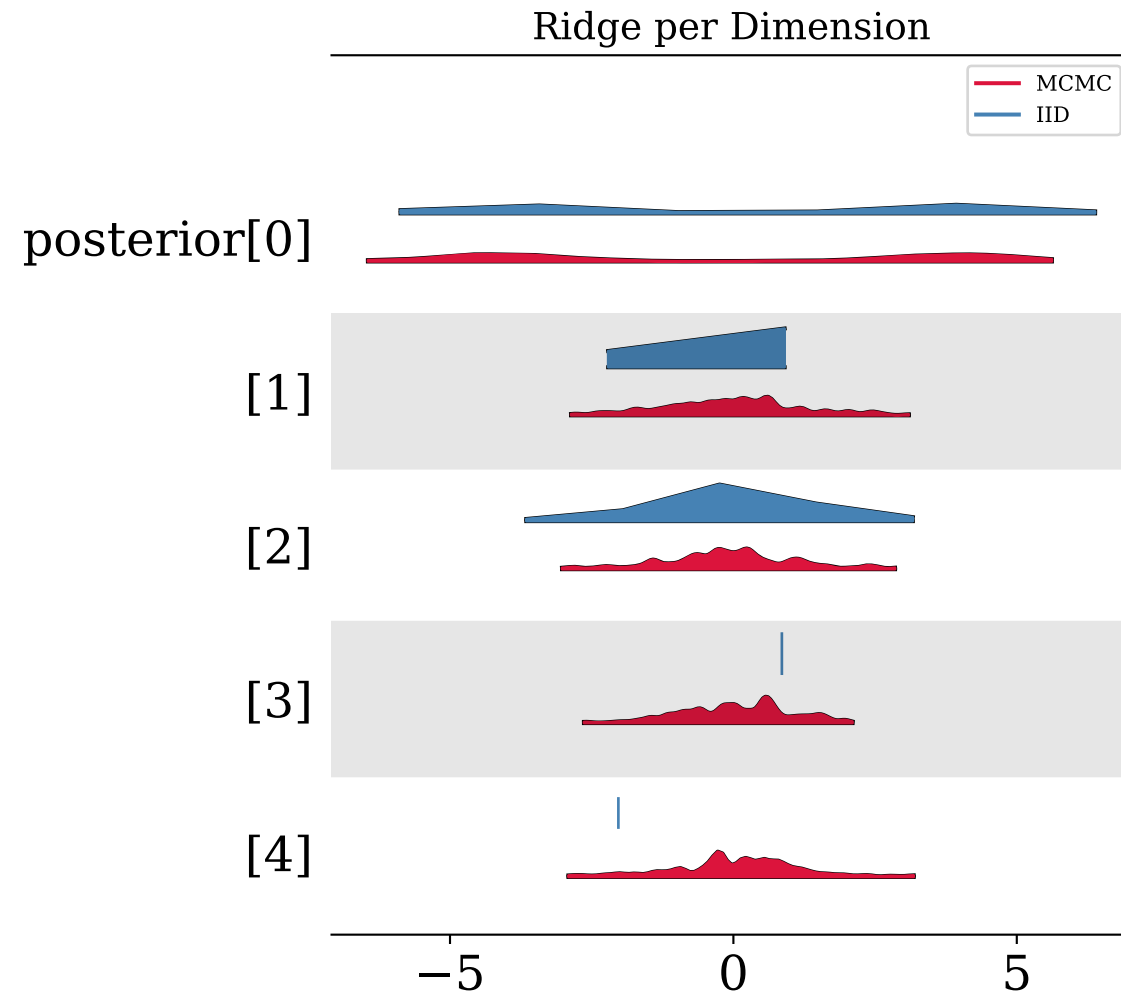 Ridge per Dimension
MCMC
IID
posterior[0]
[1]
[2]
[3]
[4]
−5 0 5